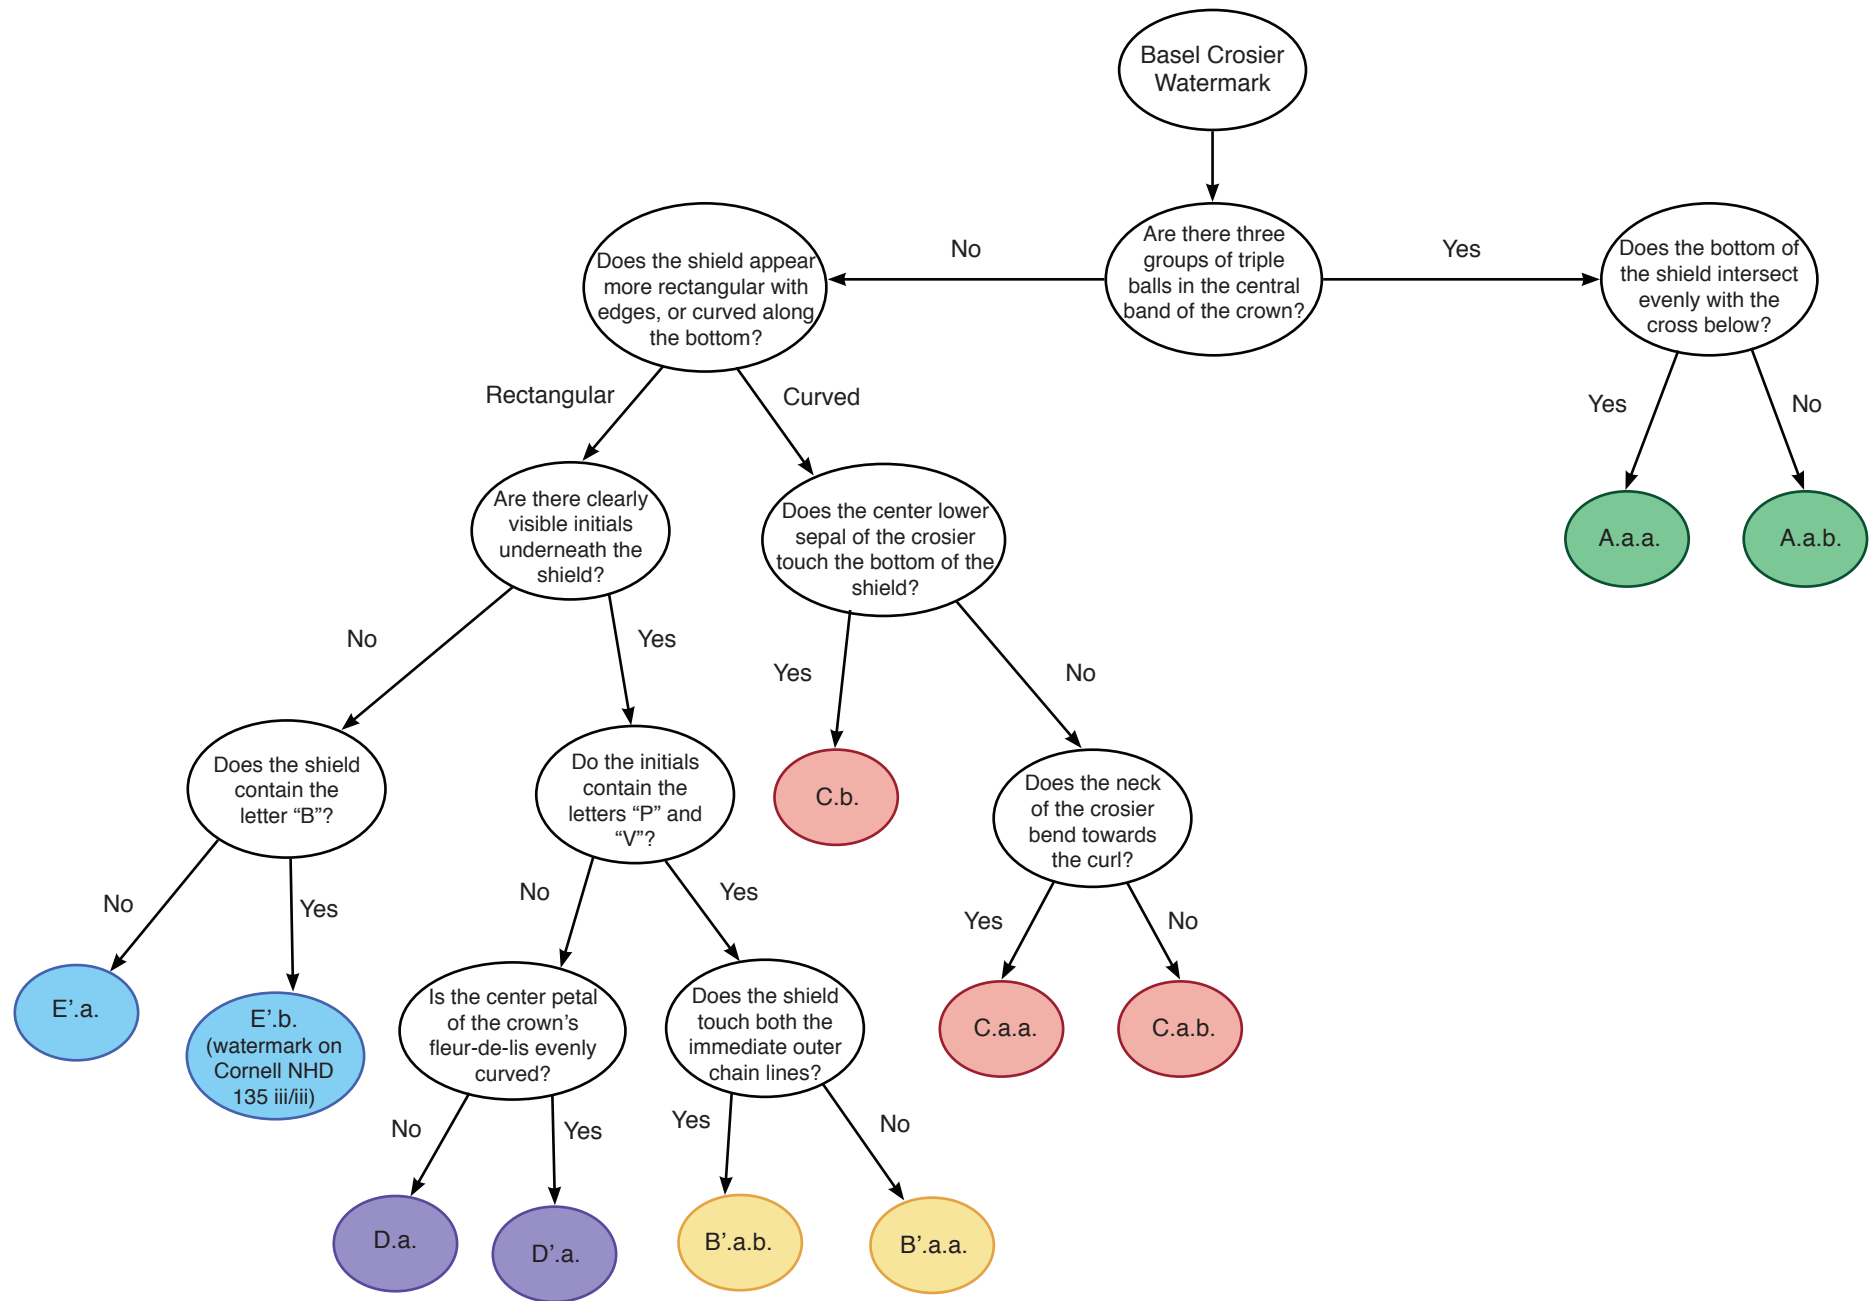 Basel Crosier
Watermark
No
Yes
Are there three
groups of triple
balls in the central
band of the crown?
Does the shield appear
more rectangular with
edges, or curved along
the bottom?
Does the bottom of
the shield intersect
evenly with the
cross below?
Rectangular
Curved
Yes
No
Are there clearly
visible initials
underneath the
shield?
Does the center lower
sepal of the crosier
touch the bottom of the
shield?
A.a.a.
A.a.b.
No
Yes
Yes
No
Does the shield
contain the
letter “B”?
Do the initials
contain the
letters “P” and
“V”?
C.b.
Does the neck
of the crosier
bend towards
the curl?
No
Yes
No
Yes
Yes
No
E’.a.
E’.b.
(watermark on
Cornell NHD
135 iii/iii)
Is the center petal
of the crown’s
fleur-de-lis evenly
curved?
Does the shield
touch both the
immediate outer
chain lines?
C.a.a.
C.a.b.
No
Yes
Yes
No
D.a.
D’.a.
B’.a.b.
B’.a.a.